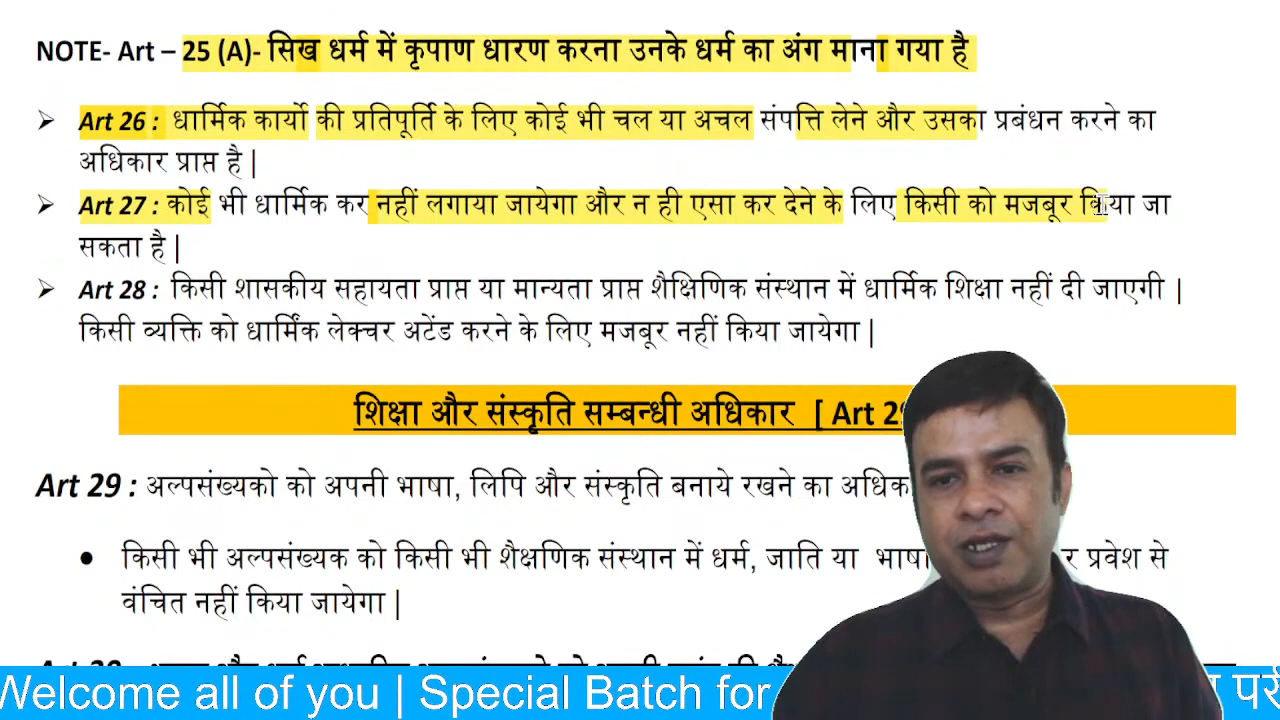 NOTE- Art – 25 (A)- सिख धर्म में कृपाण धारण करना उनके धर्म का अंग माना गया है
Art 26 : धार्मिक कार्यो की प्रतिपूर्ति के लिए कोई भी चल या अचल संपत्ति लेने और उसका प्रबंधन करने का
अधिकार प्राप्त है |
Art 27 : कोई भी धार्मिक कर नहीं लगाया जायेगा और न ही एसा कर देने के लिए किसी को मजबूर किया जा
सकता है |
Art 28 : किसी शासकीय सहायता प्राप्त या मान्यता प्राप्त शैक्षिणिक संस्थान में धार्मिक शिक्षा नहीं दी जाएगी |
किसी व्यक्ति को धार्मिंक लेक्चर अटेंड करने के लिए मजबूर नहीं किया जायेगा |
शिक्षा और संस्कृति सम्बन्धी अधिकार [ Art
Art 29 : अल्पसंख्यको को अपनी भाषा, लिपि और संस्कृति बनाये रखने का
• किसी भी अल्पसंख्यक को किसी भी शैक्षणिक संस्थान में धर्म, जाति या भाषा प्रवेश से
वंचित नहीं किया जायेगा |
Welcome all of you | Special Batch for